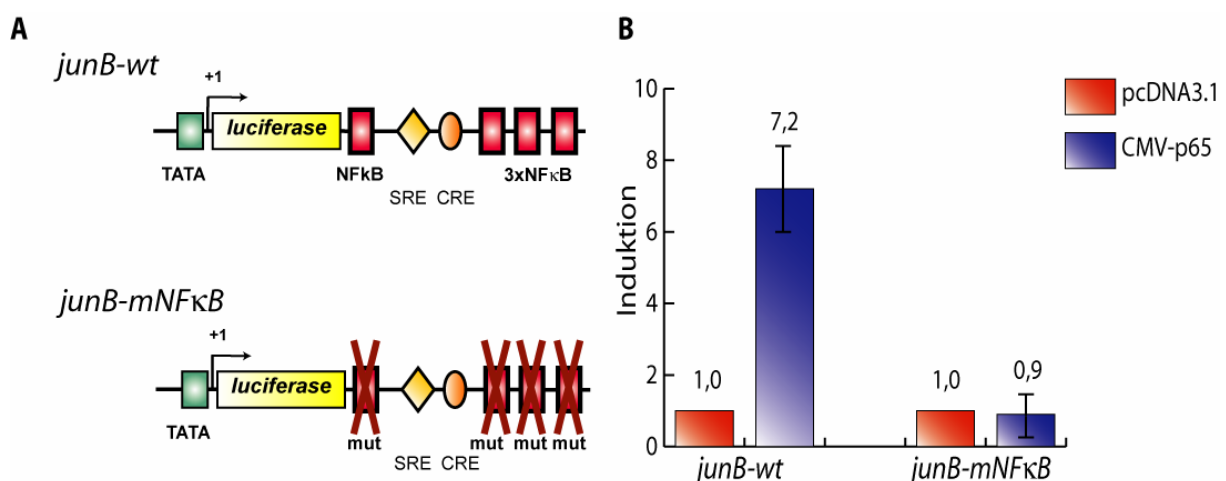 A
junB-wt
+1
luciferase
TATA
NFkB
3xNFκB
SRE CRE
junB-mNFκB
+1
luciferase
TATA
mut
mut mut mut
SRE CRE
B
pcDNA3.1
CMV-p65
Induktion
10
8
6
4
2
0
1,0
7,2
1,0
0,9
junB-wt
junB-mNFκB